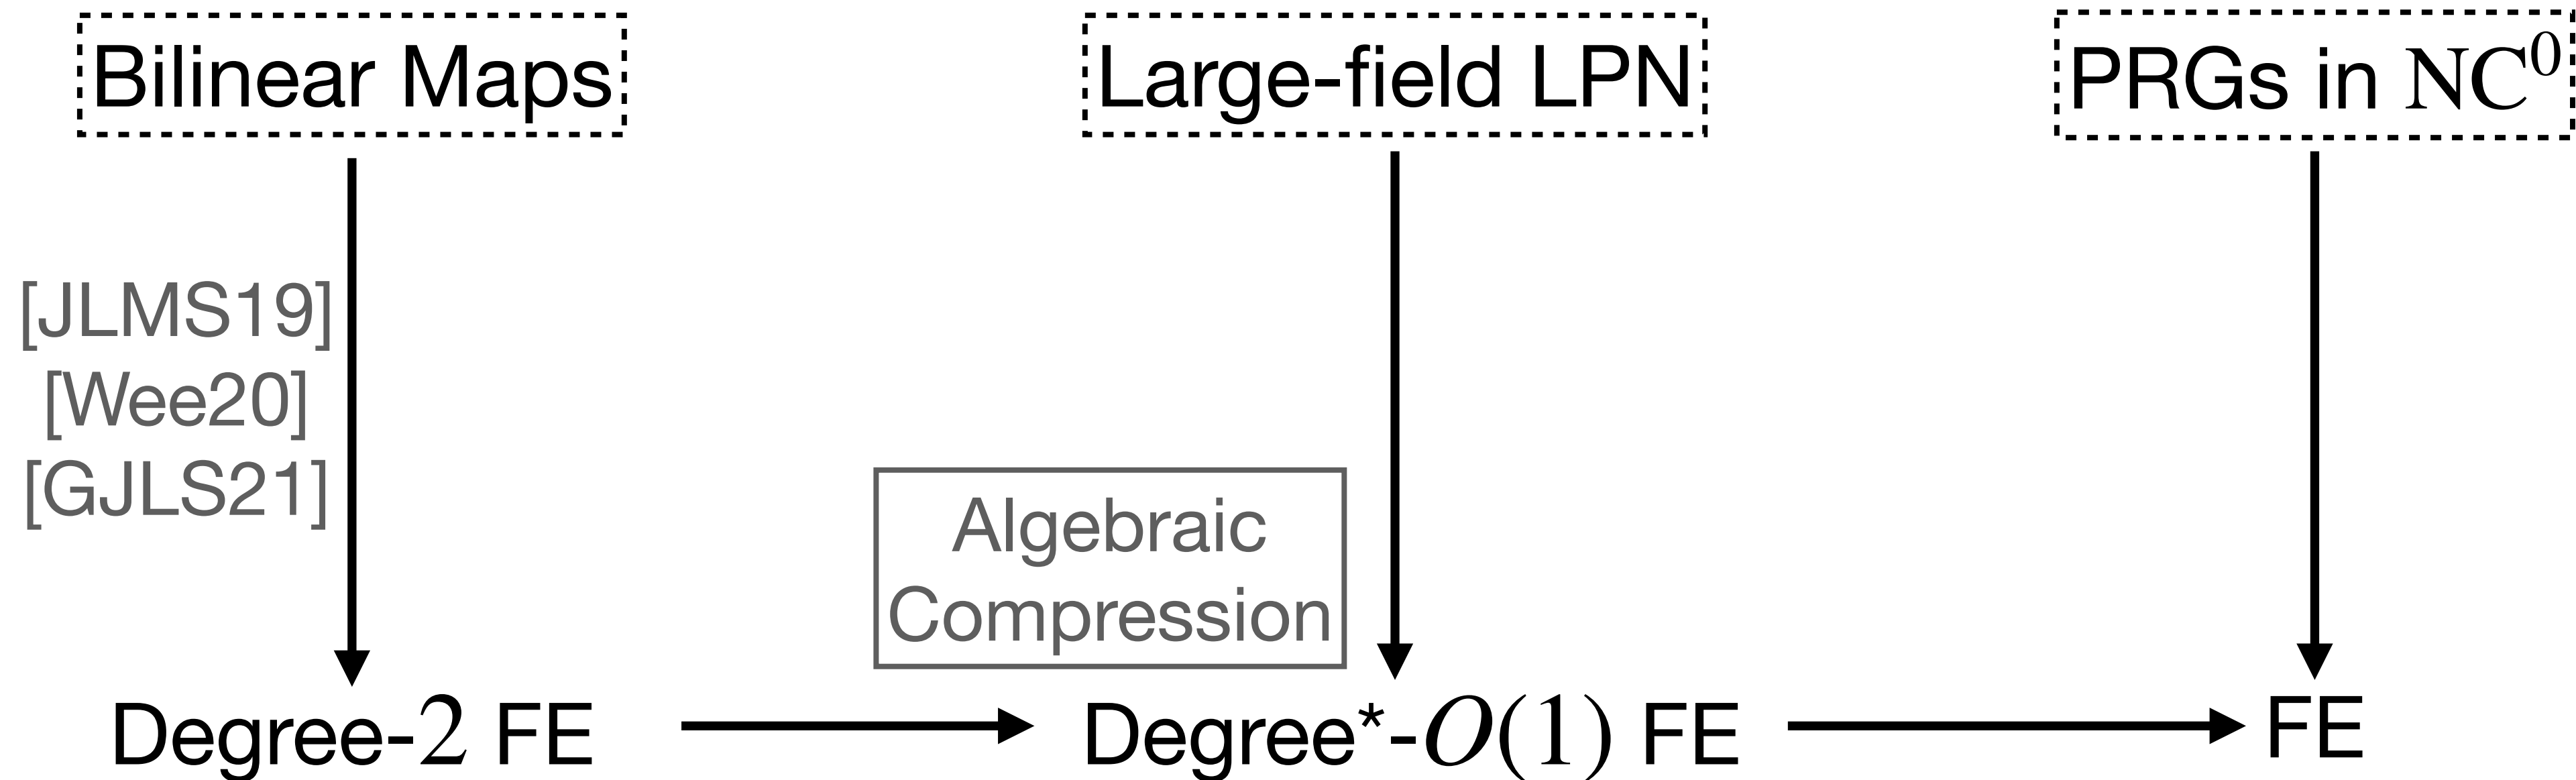 Bilinear Maps
Large-field LPN
PRGs in NC⁰
[JLMS19]
[Wee20]
[GJLS21]
Algebraic
Compression
Degree-2 FE
Degree*-O(1) FE
FE